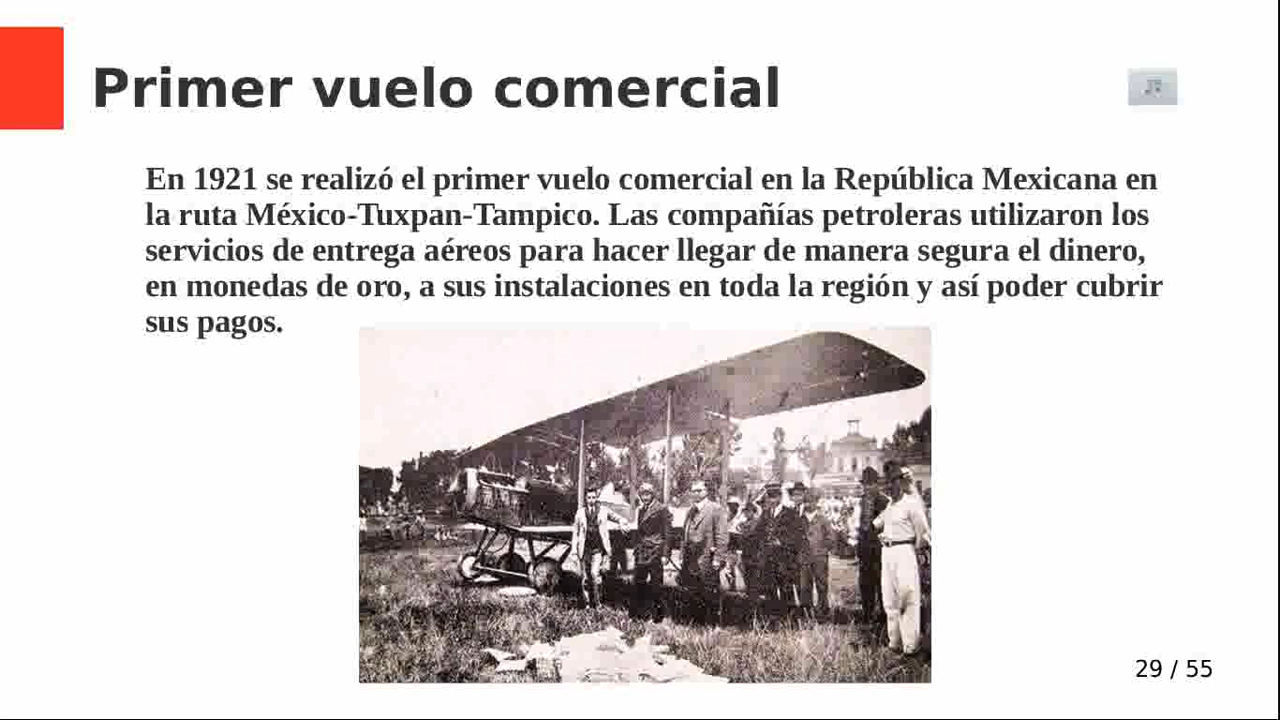 Primer vuelo comercial
En 1921 se realizó el primer vuelo comercial en la República Mexicana en
la ruta México-Tuxpan-Tampico. Las compañías petroleras utilizaron los
servicios de entrega aéreos para hacer llegar de manera segura el dinero,
en monedas de oro, a sus instalaciones en toda la región y así poder cubrir
sus pagos.
29 / 55